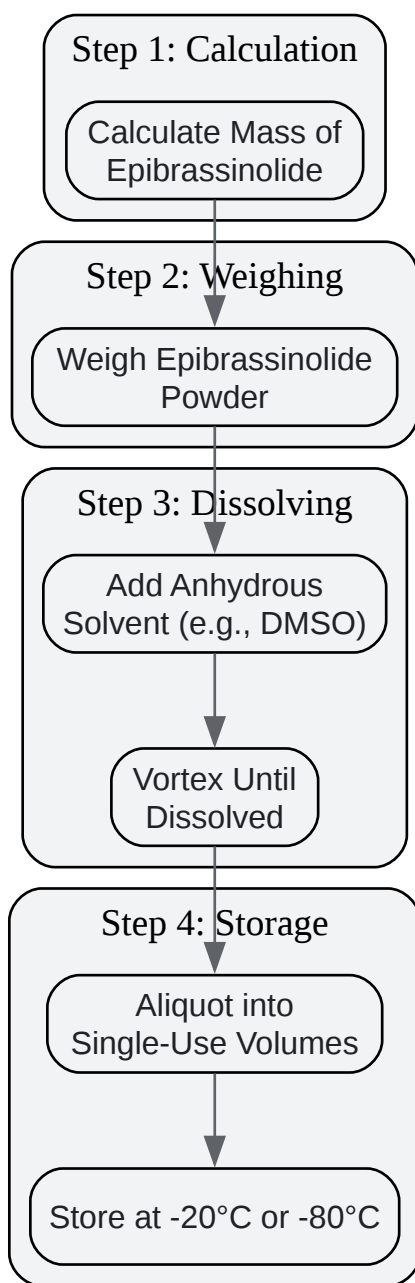 Step 1: Calculation
Calculate Mass of
Epibrassinolide
Step 2: Weighing
Weigh Epibrassinolide
Powder
Step 3: Dissolving
Add Anhydrous
Solvent (e.g., DMSO)
Vortex Until
Dissolved
Step 4: Storage
Aliquot into
Single-Use Volumes
Store at -20°C or -80°C